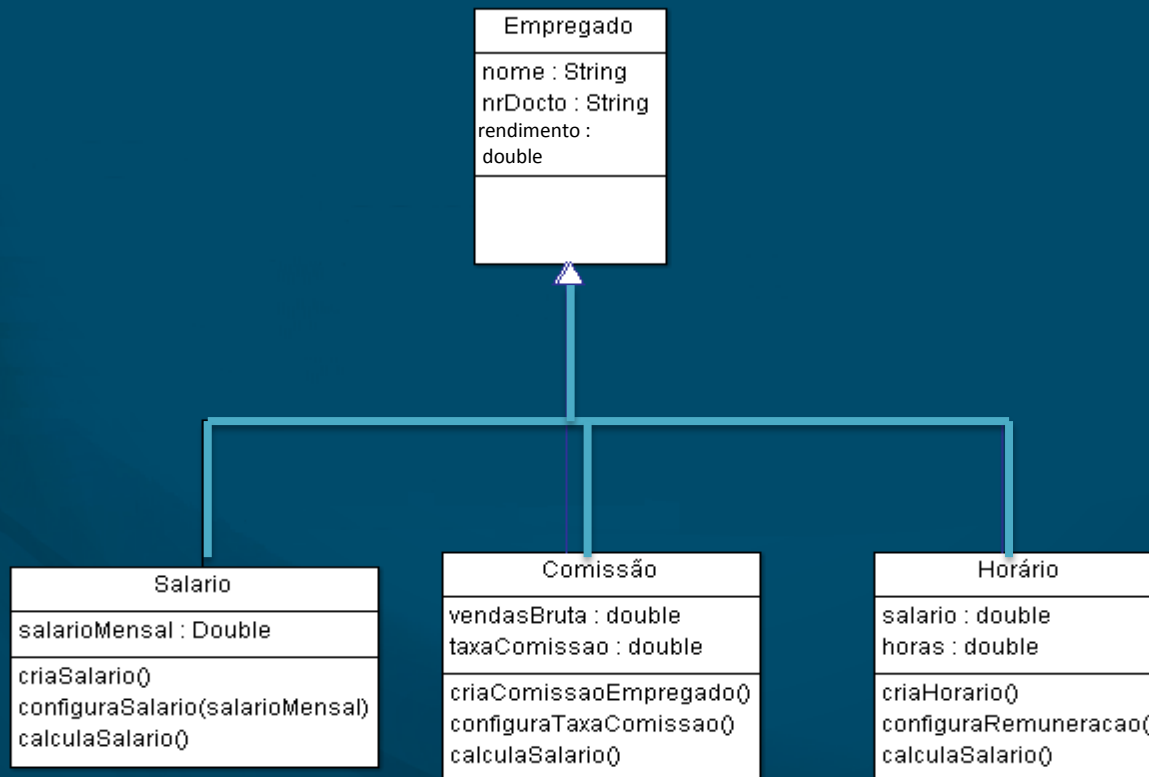 Empregado
nome : String
nrDocto : String
rendimento :
double
Salario
salarioMensal : Double
criaSalario()
configuraSalario(salarioMensal)
calculaSalario()
Comissão
vendasBruta : double
taxaComissao : double
criaComissaoEmpregado()
configuraTaxaComissao()
calculaSalario()
Horário
salario : double
horas : double
criaHorario()
configuraRemuneracao(
calculaSalario()